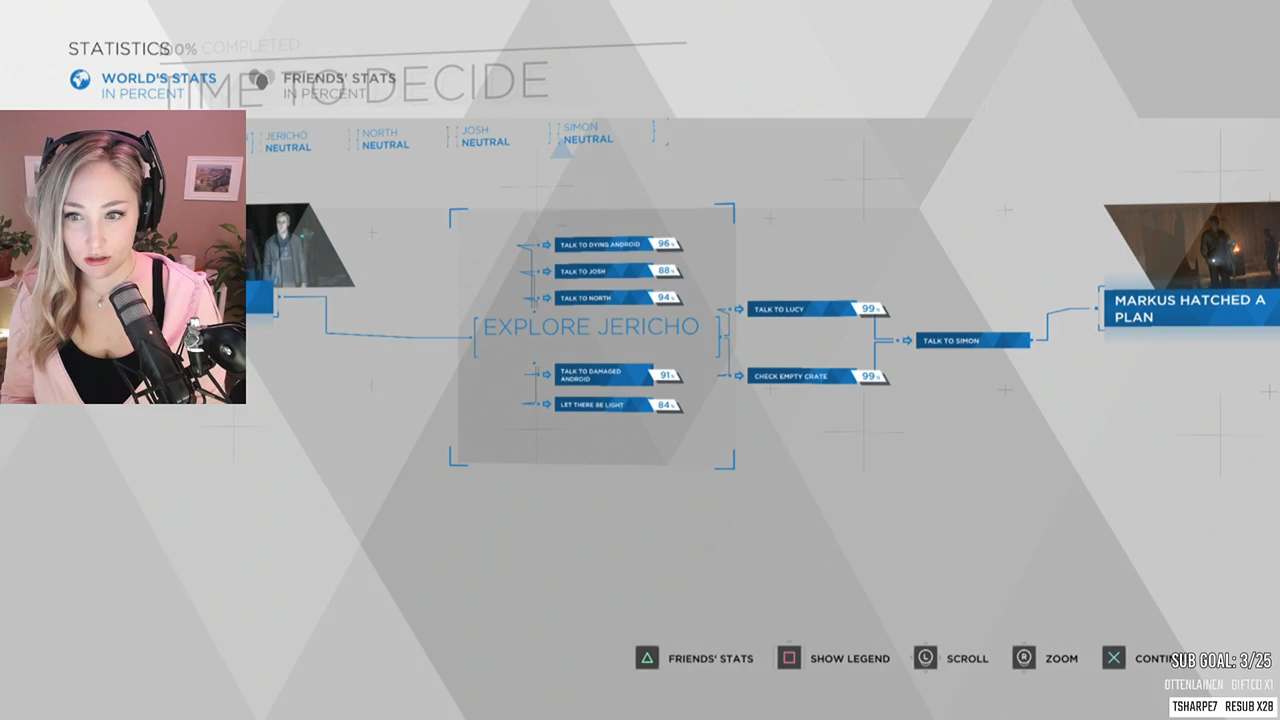 STATISTICS
100% COMPLETED
TIME TO DECIDE
WORLD'S STATS
IN PERCENT
FRIENDS' STATS
IN PERCENT
JERICHO
NEUTRAL
NORTH
NEUTRAL
JOSH
NEUTRAL
SIMON
NEUTRAL
TALK TO DYING ANDROID 96%
TALK TO JOSH 88%
TALK TO NORTH 94%
EXPLORE JERICHO
TALK TO DAMAGED
ANDROID
91%
LET THERE BE LIGHT 84%
TALK TO LUCY 99%
CHECK EMPTY CRATE 99%
TALK TO SIMON
MARKUS HATCHED A
PLAN
FRIENDS' STATS
SHOW LEGEND
L SCROLL
R ZOOM
CONTI
SUB GOAL: 3/25
OTTENLAINEN GIFTED X1
TSHARPE7 RESUB X28